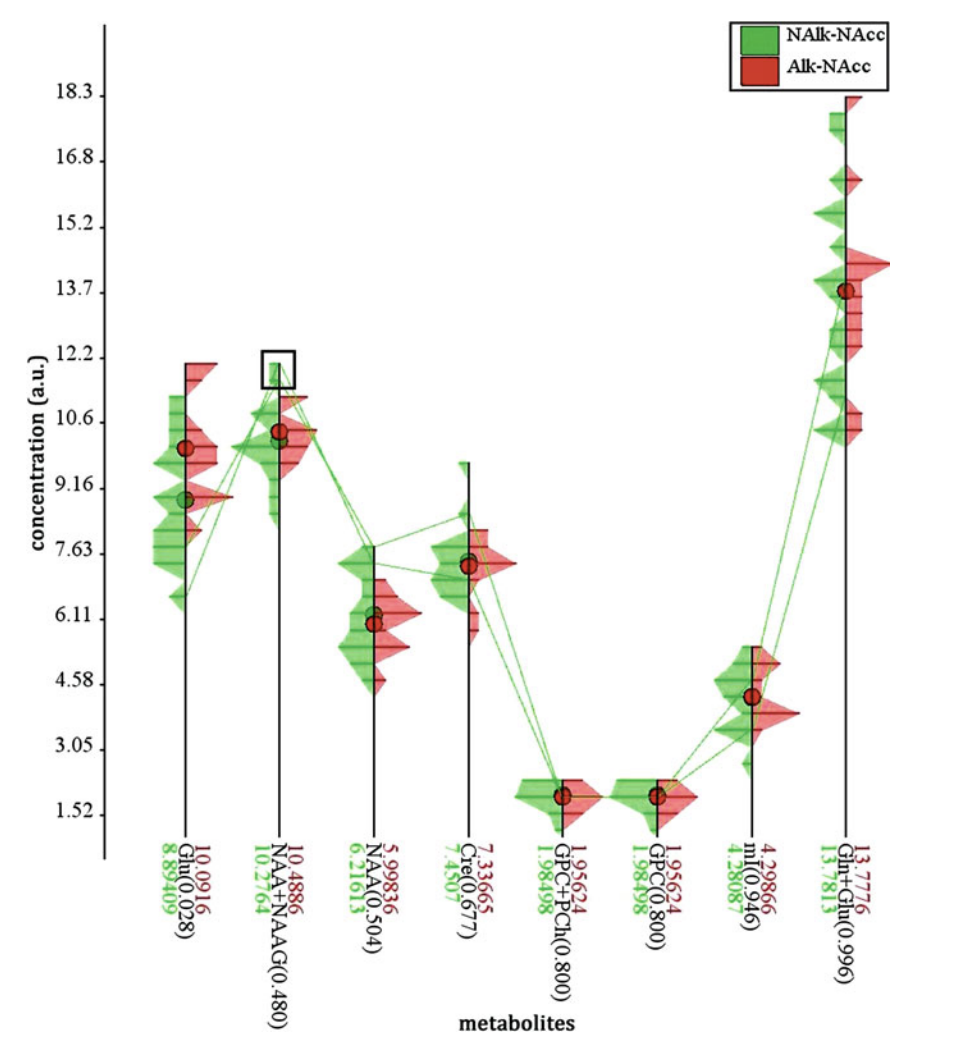 NAlk-NAcc
Alk-NAcc
18.3
16.8
15.2
13.7
12.2
10.6
9.16
7.63
6.11
4.58
3.05
1.52
concentration (a.u.)
10.0916
Glu(0.028)
8.89409
10.4886
NAA+NAAG(0.480)
10.2764
5.99836
NAA(0.504)
6.21613
7.33665
Cre(0.677)
7.4507
1.95624
GPC+PCh(0.800)
1.98498
1.95624
GPC(0.800)
1.98498
4.29866
mI(0.946)
4.28087
13.7776
Gln+Glu(0.996)
13.7813
metabolites